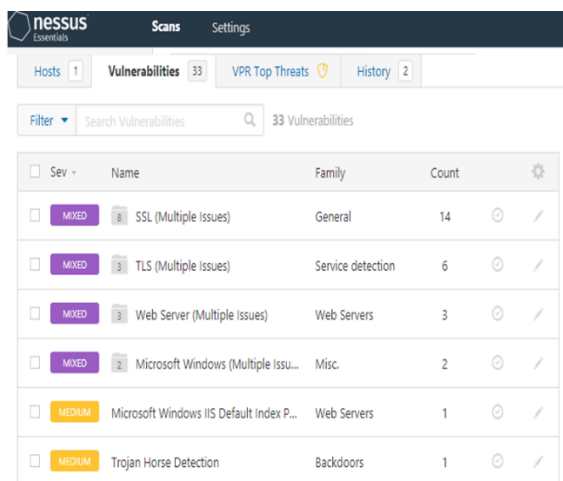 nessus
Essentials
Scans
Settings
Hosts 1
Vulnerabilities 33
VPR Top Threats
History 2
Filter
Search Vulnerabilities
33 Vulnerabilities
Sev Name Family Count
MIXED 8 SSL (Multiple Issues) General 14
MIXED 3 TLS (Multiple Issues) Service detection 6
MIXED 3 Web Server (Multiple Issues) Web Servers 3
MIXED 2 Microsoft Windows (Multiple Issu... Misc. 2
MEDIUM Microsoft Windows IIS Default Index P... Web Servers 1
MEDIUM Trojan Horse Detection Backdoors 1